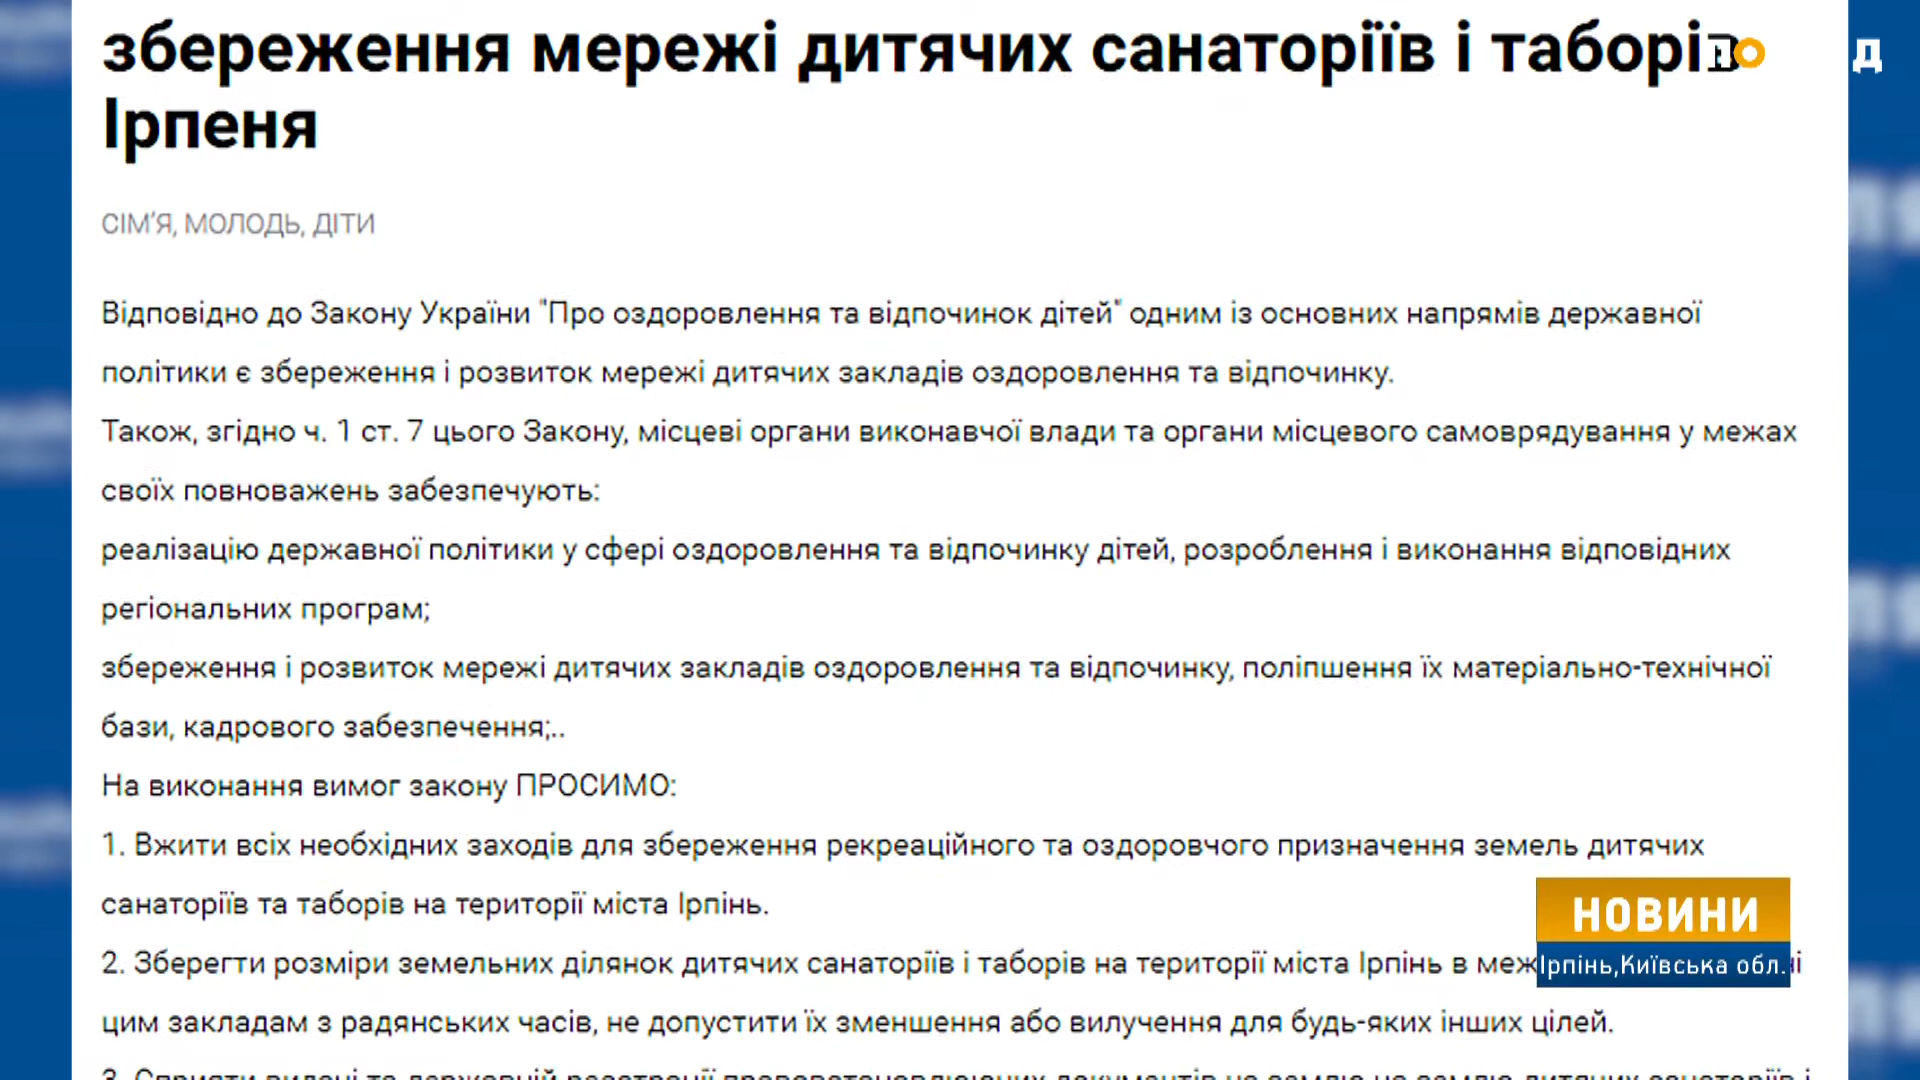 збереження мережі дитячих санаторіїв і таборів
Ірпеня
СІМ'Я, МОЛОДЬ, ДІТИ
Відповідно до Закону України "Про оздоровлення та відпочинок дітей" одним із основних напрямів державної
політики є збереження і розвиток мережі дитячих закладів оздоровлення та відпочинку.
Також, згідно ч. 1 ст. 7 цього Закону, місцеві органи виконавчої влади та органи місцевого самоврядування у межах
своїх повноважень забезпечують:
реалізацію державної політики у сфері оздоровлення та відпочинку дітей, розроблення і виконання відповідних
регіональних програм;
збереження і розвиток мережі дитячих закладів оздоровлення та відпочинку, поліпшення їх матеріально-технічної
бази, кадрового забезпечення;..
На виконання вимог закону ПРОСИМО:
1. Вжити всіх необхідних заходів для збереження рекреаційного та оздоровчого призначення земель дитячих
санаторіїв та таборів на території міста Ірпінь.
2. Зберегти розміри земельних ділянок дитячих санаторіїв і таборів на території міста Ірпінь в
цим закладам з радянських часів, не допустити їх зменшення або вилучення для будь-яких інших цілей.
НОВИНИ
Ірпінь,Київська обл.